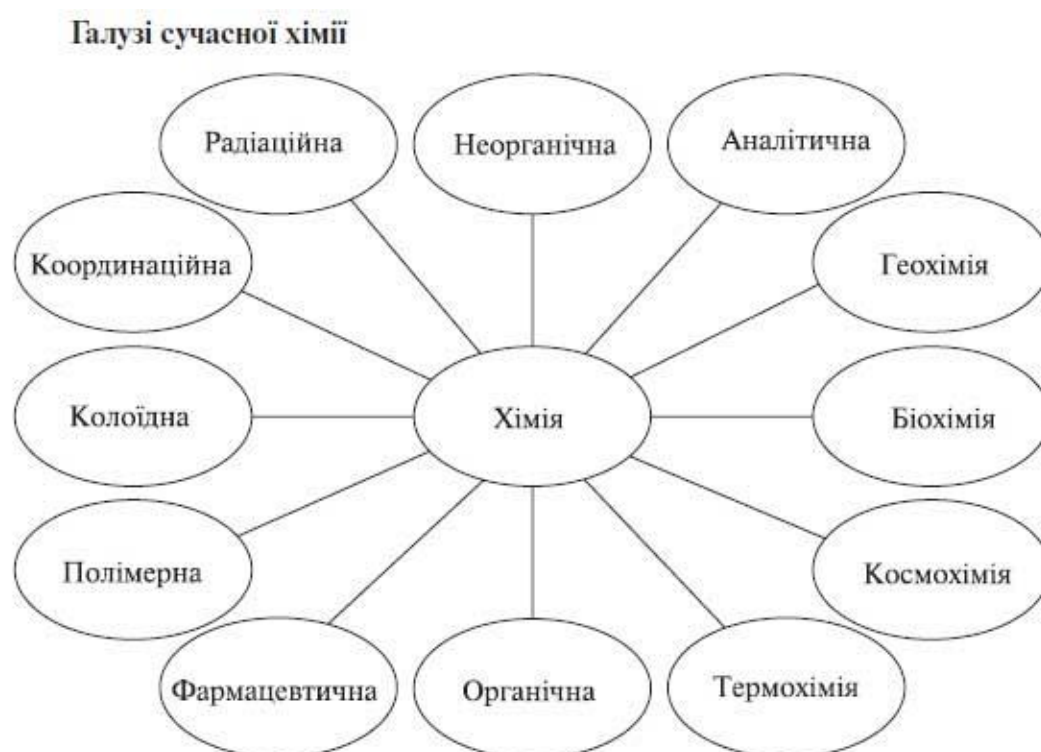 Галузі сучасної хімії
Радіаційна
Неорганічна
Аналітична
Координаційна
Геохімія
Колоїдна
Хімія
Біохімія
Полімерна
Космохімія
Фармацевтична
Органічна
Термохімія